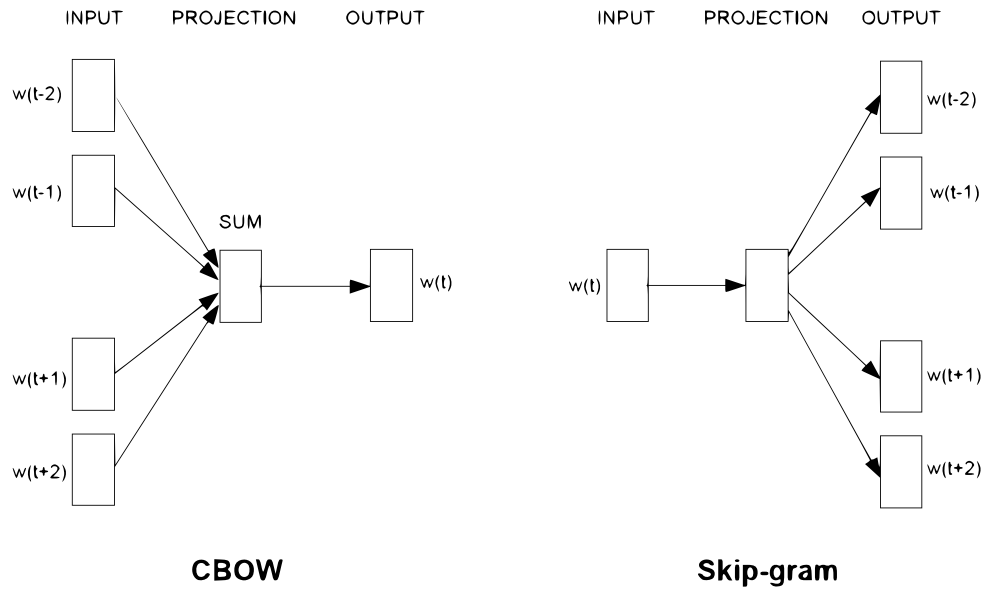 INPUT PROJECTION OUTPUT
w(t-2)
w(t-1)
SUM
w(t)
w(t+1)
w(t+2)
CBOW
INPUT PROJECTION OUTPUT
w(t-2)
w(t-1)
w(t)
w(t+1)
w(t+2)
Skip-gram